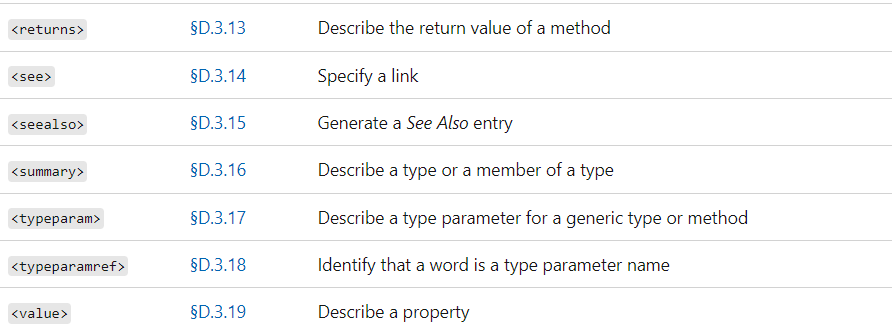 <returns> §D.3.13 Describe the return value of a method
<see> §D.3.14 Specify a link
<seealso> §D.3.15 Generate a See Also entry
<summary> §D.3.16 Describe a type or a member of a type
<typeparam> §D.3.17 Describe a type parameter for a generic type or method
<typeparamref> §D.3.18 Identify that a word is a type parameter name
<value> §D.3.19 Describe a property